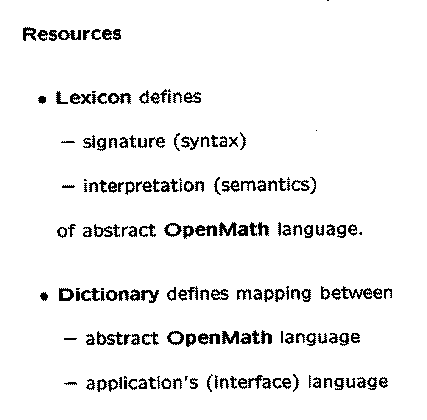 Resources
• Lexicon defines
— signature (syntax)
— interpretation (semantics)
of abstract OpenMath language.
• Dictionary defines mapping between
— abstract OpenMath language
— application's (interface) language